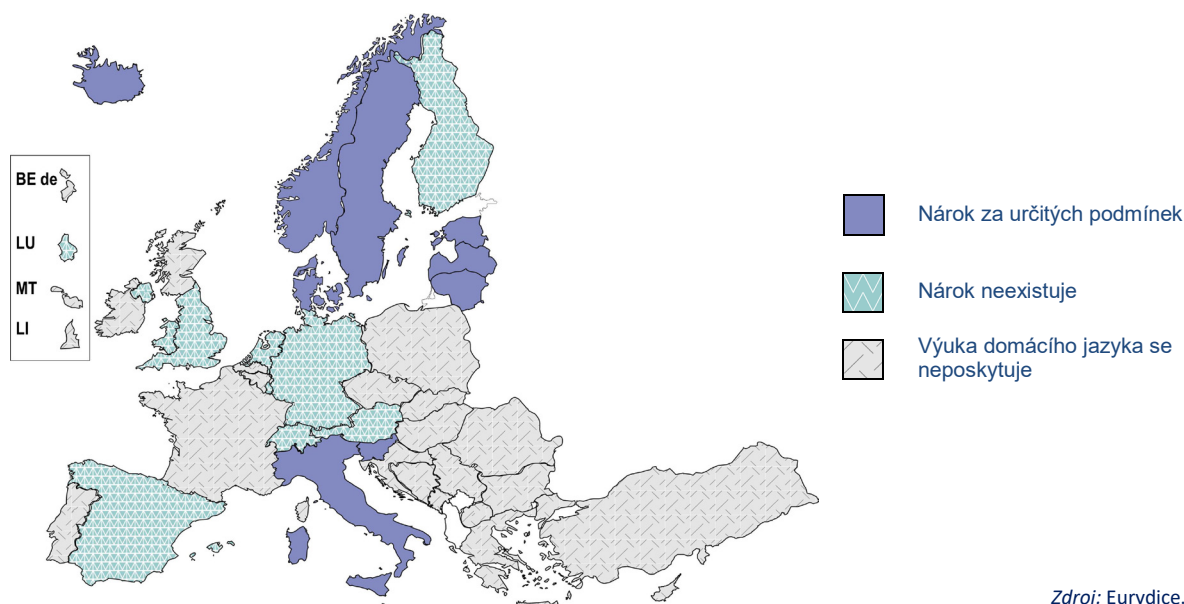 BE de
LU
MT
LI
Nárok za určitých podmínek
Nárok neexistuje
Výuka domácího jazyka se
neposkytuje
Zdroj: Eurydice.